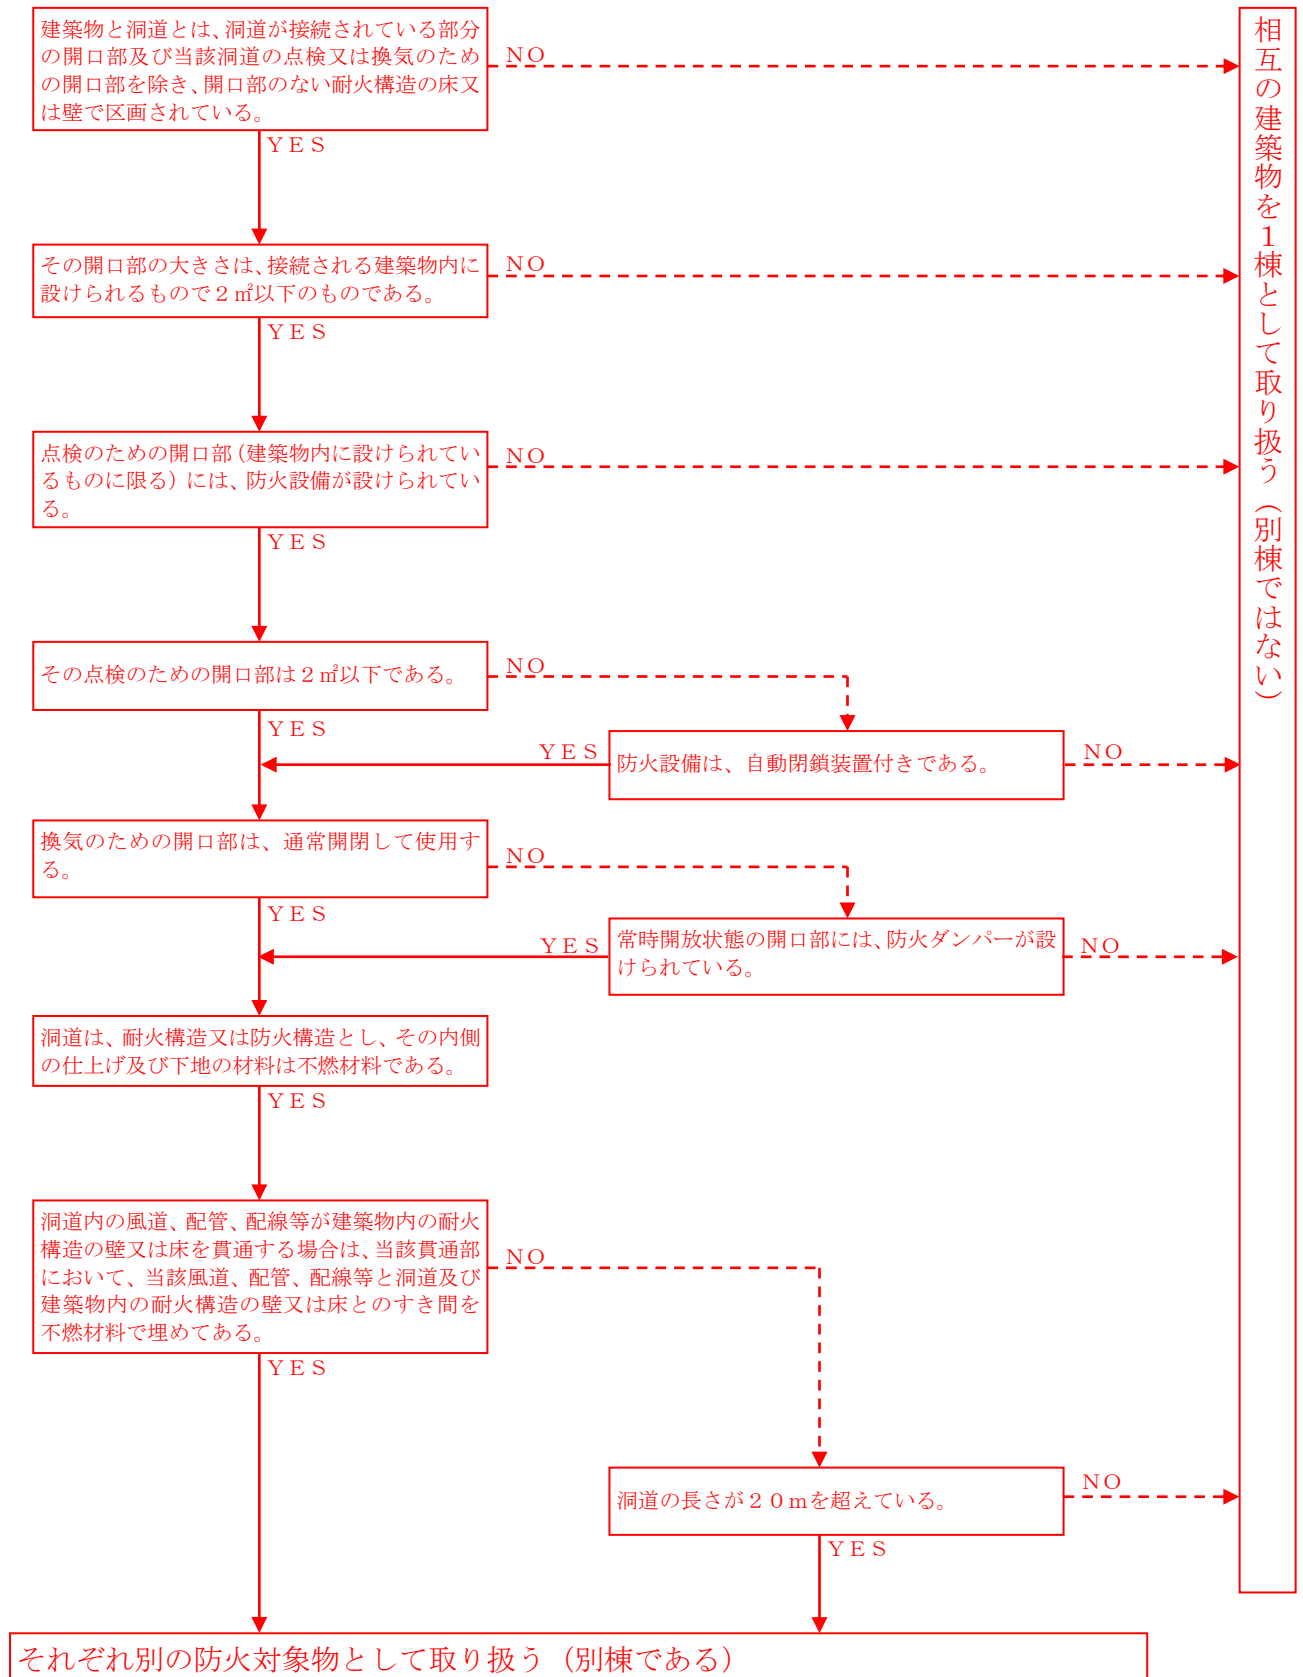 建築物と洞道とは、洞道が接続されている部分
の開口部及び当該洞道の点検又は換気のため
の開口部を除き、開口部のない耐火構造の床又
は壁で区画されている。
NO
YES
その開口部の大きさは、接続される建築物内に
設けられるもので２㎡以下のものである。
NO
YES
点検のための開口部（建築物内に設けられてい
るものに限る）には、防火設備が設けられてい
る。
NO
YES
その点検のための開口部は２㎡以下である。
NO
YES
防火設備は、自動閉鎖装置付きである。
YES
NO
換気のための開口部は、通常開閉して使用す
る。
NO
YES
常時開放状態の開口部には、防火ダンパーが設
けられている。
YES
NO
洞道は、耐火構造又は防火構造とし、その内側
の仕上げ及び下地の材料は不燃材料である。
YES
洞道内の風道、配管、配線等が建築物内の耐火
構造の壁又は床を貫通する場合は、当該貫通部
において、当該風道、配管、配線等と洞道及び
建築物内の耐火構造の壁又は床とのすき間を
不燃材料で埋めてある。
NO
YES
洞道の長さが２０ｍを超えている。
NO
YES
相互の建築物を１棟として取り扱う（別棟ではない）
それぞれ別の防火対象物として取り扱う（別棟である）